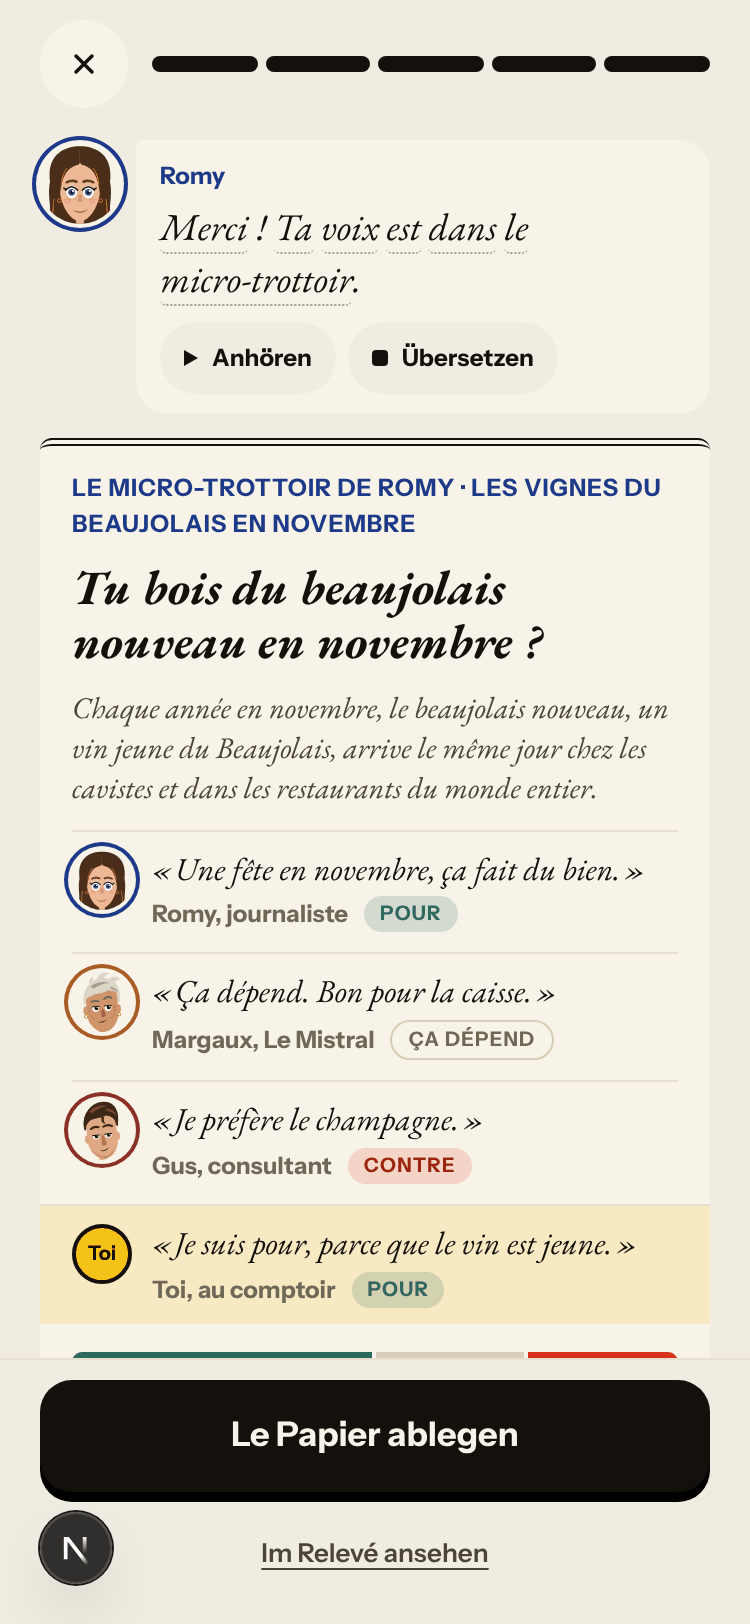 Romy
Merci ! Ta voix est dans le
micro-trottoir.
Anhören
Übersetzen
LE MICRO-TROTTOIR DE ROMY · LES VIGNES DU
BEAUJOLAIS EN NOVEMBRE
Tu bois du beaujolais
nouveau en novembre ?
Chaque année en novembre, le beaujolais nouveau, un
vin jeune du Beaujolais, arrive le même jour chez les
cavistes et dans les restaurants du monde entier.
« Une fête en novembre, ça fait du bien. »
Romy, journaliste POUR
« Ça dépend. Bon pour la caisse. »
Margaux, Le Mistral ÇA DÉPEND
« Je préfère le champagne. »
Gus, consultant CONTRE
Toi
« Je suis pour, parce que le vin est jeune. »
Toi, au comptoir POUR
Le Papier ablegen
N
Im Relevé ansehen